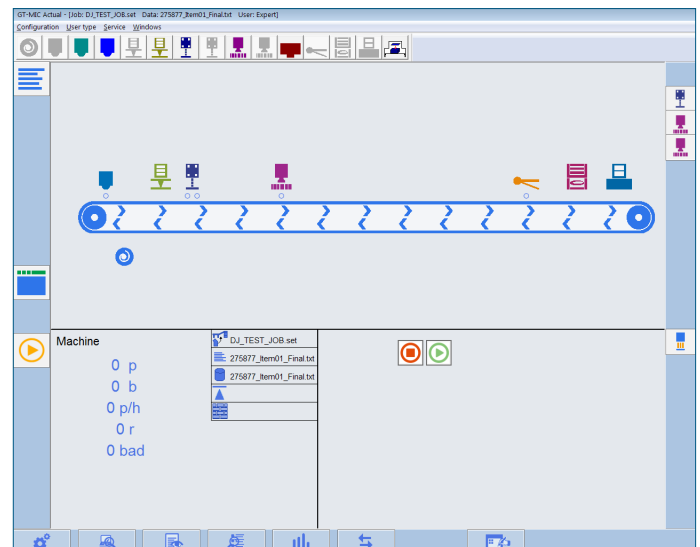 GT-MIC Actual - [Job: DJ_TEST_JOB.set Data: 275877_Item01_Final.txt User: Expert]
Configuration User type Service Windows
Machine
DJ_TEST_JOB.set
275877_Item01_Final.txt
275877_Item01_Final.txt
0 p
0 b
0 p/h
0 r
0 bad